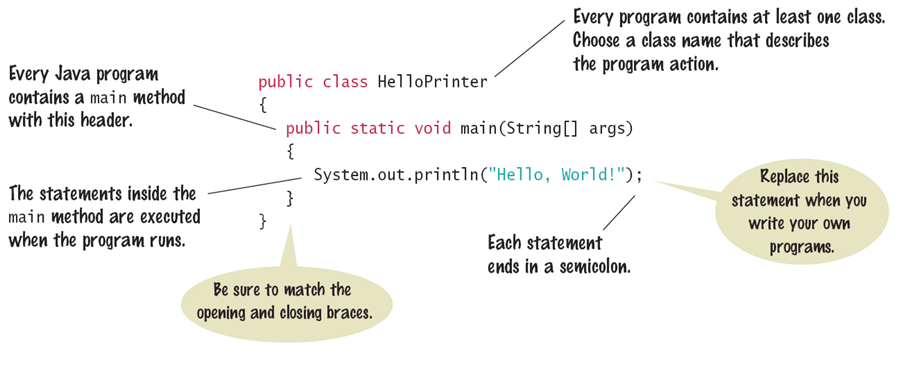 Every program contains at least one class.
Choose a class name that describes
the program action.
Every Java program
contains a main method
with this header.
public class HelloPrinter
{
public static void main(String[] args)
{
System.out.println("Hello, World!");
}
}
The statements inside the
main method are executed
when the program runs.
Replace this
statement when you
write your own
programs.
Each statement
ends in a semicolon.
Be sure to match the
opening and closing braces.